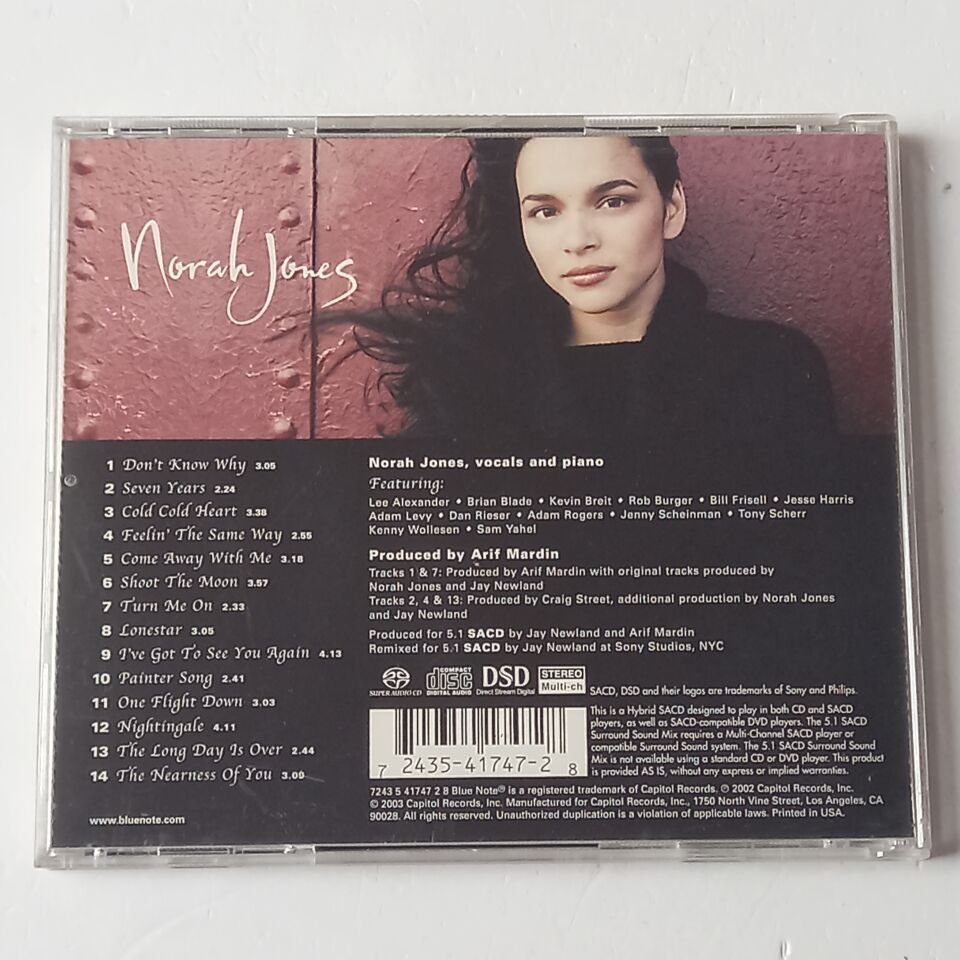 Norah Jones
1 Don't Know Why 3.05
2 Seven Years 2.24
3 Cold Cold Heart 3.38
4 Feelin' The Same Way 2.55
5 Come Away With Me 3.18
6 Shoot The Moon 3.57
7 Turn Me On 2.33
8 Lonestar 3.05
9 I've Got To See You Again 4.13
10 Painter Song 2.41
11 One Flight Down 3.03
12 Nightingale 4.11
13 The Long Day Is Over 2.44
14 The Nearness Of You 3.09
www.bluenote.com
Norah Jones, vocals and piano
Featuring:
Lee Alexander • Brian Blade • Kevin Breit • Rob Burger • Bill Frisell • Jesse Harris
Adam Levy • Dan Rieser • Adam Rogers • Jenny Scheinman • Tony Scherr
Kenny Wollesen • Sam Yahel
Produced by Arif Mardin
Tracks 1 & 7: Produced by Arif Mardin with original tracks produced by
Norah Jones and Jay Newland
Tracks 2, 4 & 13: Produced by Craig Street, additional production by Norah Jones
and Jay Newland
Produced for 5.1 SACD by Jay Newland and Arif Mardin
Remixed for 5.1 SACD by Jay Newland at Sony Studios, NYC
SUPER AUDIO CD
COMPACT
disc
DIGITAL AUDIO
DSD
Direct Stream Digital
STEREO
Multi-ch
SACD, DSD and their logos are trademarks of Sony and Philips.
This is a Hybrid SACD designed to play in both CD and SACD
players, as well as SACD-compatible DVD players. The 5.1 SACD
Surround Sound Mix requires a Multi-Channel SACD player or
compatible Surround Sound system. The 5.1 SACD Surround Sound
Mix is not available using a standard CD or DVD player. This product
is provided AS IS, without any express or implied warranties.
7 2435-41747-2 8
7243 5 41747 2 8 Blue Note® is a registered trademark of Capitol Records. ℗ 2002 Capitol Records, Inc.
© 2003 Capitol Records, Inc. Manufactured for Capitol Records, Inc., 1750 North Vine Street, Los Angeles, CA
90028. All rights reserved. Unauthorized duplication is a violation of applicable laws. Printed in USA.